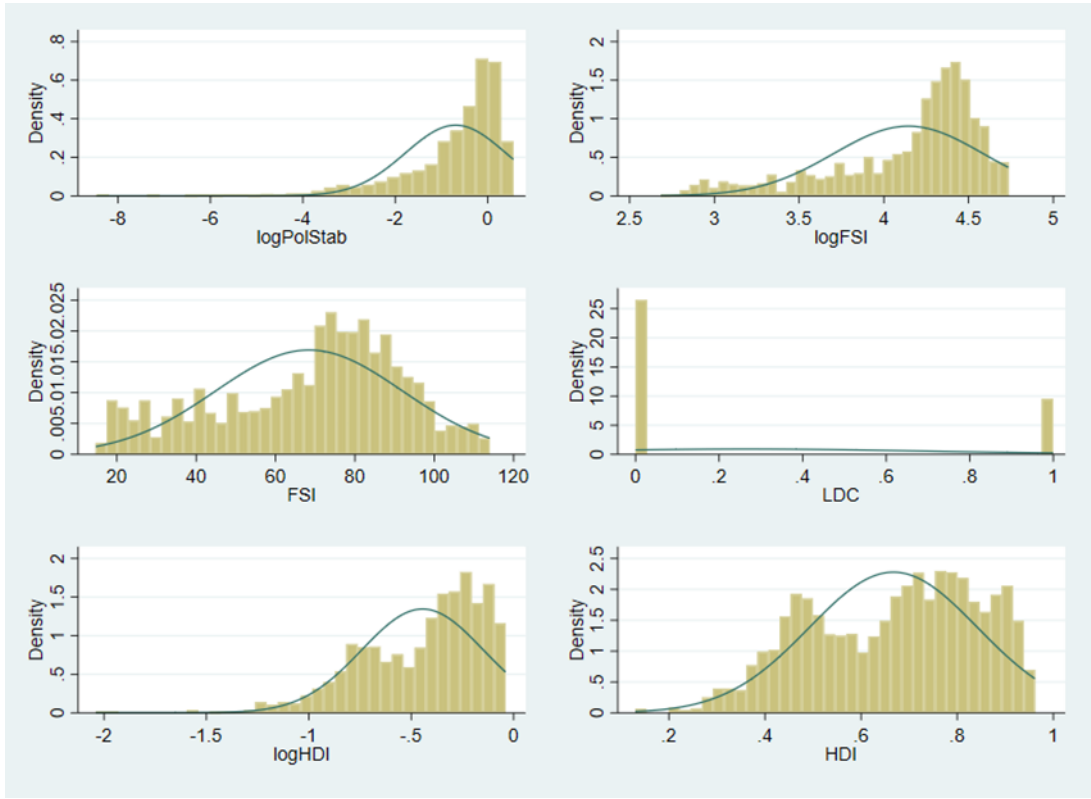 Density
0 .2 .4 .6 .8
-8 -6 -4 -2 0
logPolStab
Density
0 .5 1 1.5 2
2.5 3 3.5 4 4.5 5
logFSI
Density
0 .005.01.015.02.025
20 40 60 80 100 120
FSI
Density
0 5 10 15 20 25
0 .2 .4 .6 .8 1
LDC
Density
0 .5 1 1.5 2
-2 -1.5 -1 -.5 0
logHDI
Density
0 .5 1 1.5 2 2.5
.2 .4 .6 .8 1
HDI